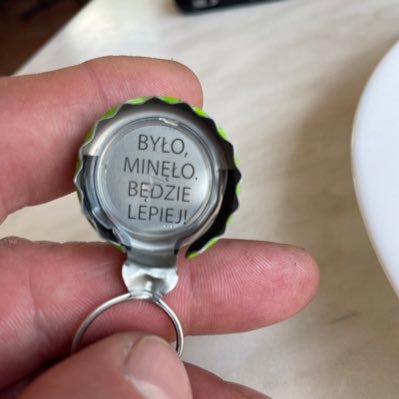 BYŁO,
MINĘŁO.
BĘDZIE
LEPIEJ!